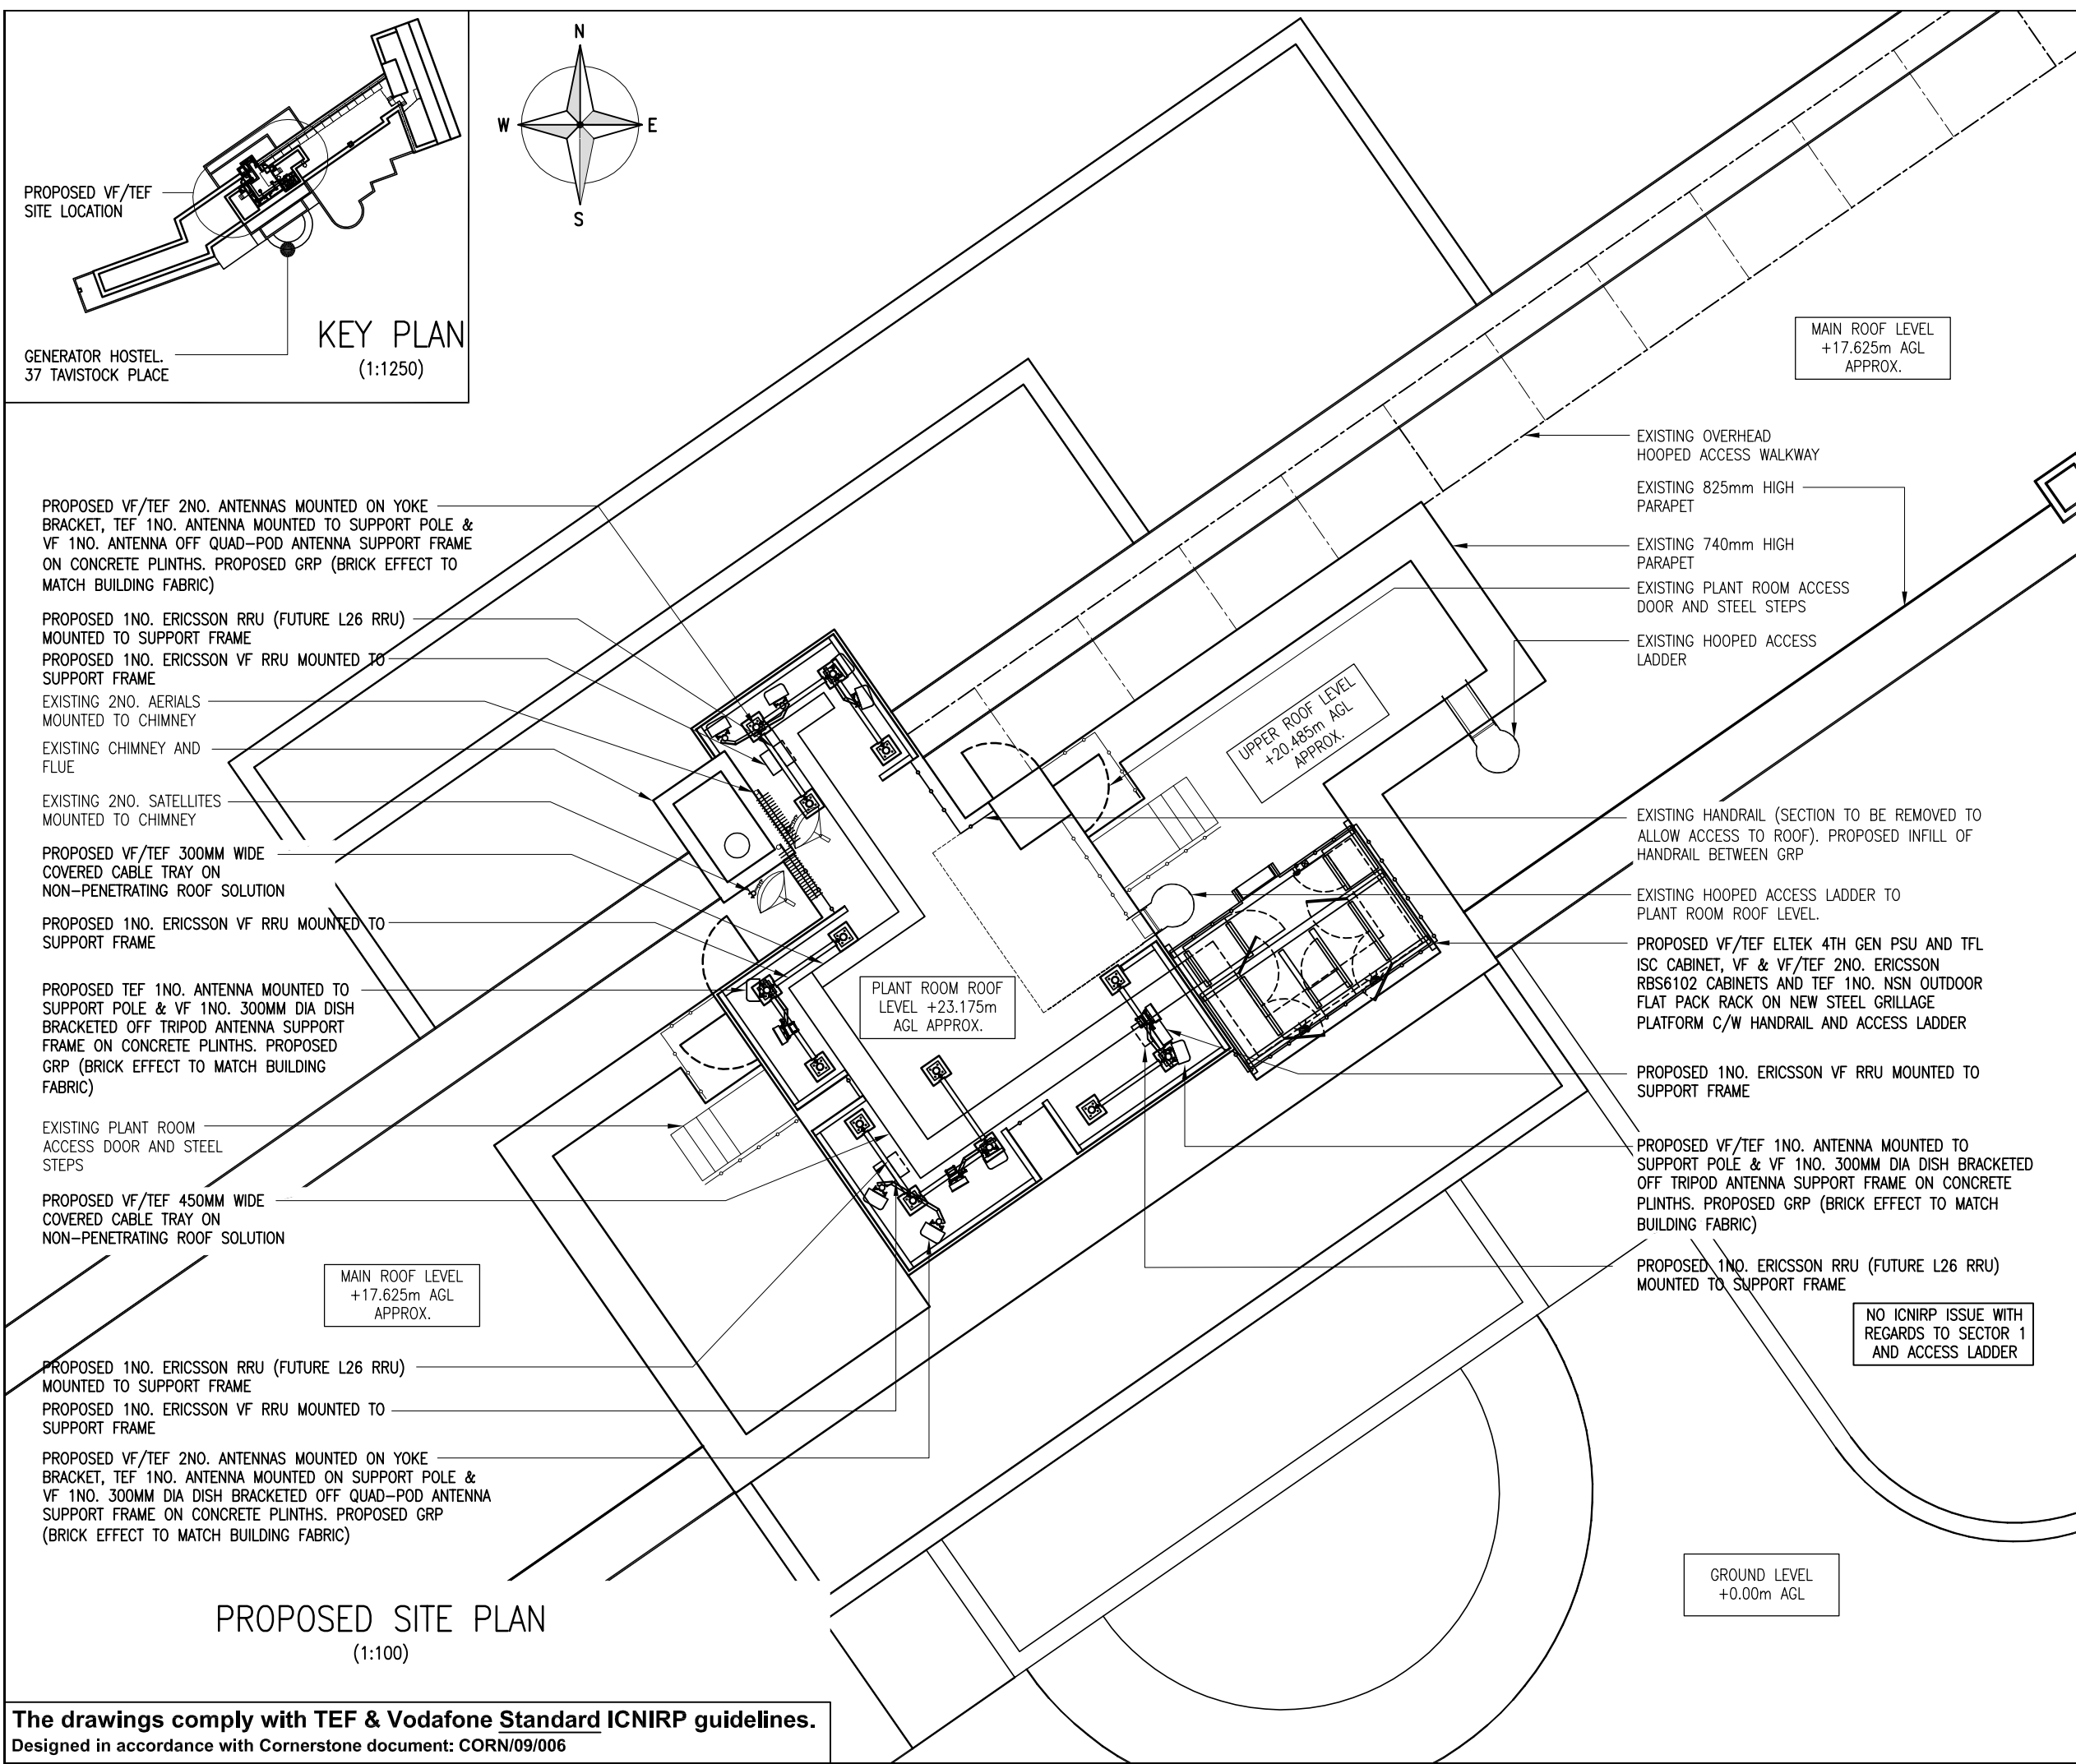 PROPOSED VF/TEF
SITE LOCATION
GENERATOR HOSTEL.
37 TAVISTOCK PLACE
KEY PLAN
(1:1250)
N
W
E
S
PROPOSED VF/TEF 2NO. ANTENNAS MOUNTED ON YOKE
BRACKET, TEF 1NO. ANTENNA MOUNTED TO SUPPORT POLE &
VF 1NO. ANTENNA OFF QUAD-POD ANTENNA SUPPORT FRAME
ON CONCRETE PLINTHS. PROPOSED GRP (BRICK EFFECT TO
MATCH BUILDING FABRIC)
PROPOSED 1NO. ERICSSON RRU (FUTURE L26 RRU)
MOUNTED TO SUPPORT FRAME
PROPOSED 1NO. ERICSSON VF RRU MOUNTED TO
SUPPORT FRAME
EXISTING 2NO. AERIALS
MOUNTED TO CHIMNEY
EXISTING CHIMNEY AND
FLUE
EXISTING 2NO. SATELLITES
MOUNTED TO CHIMNEY
PROPOSED VF/TEF 300MM WIDE
COVERED CABLE TRAY ON
NON-PENETRATING ROOF SOLUTION
PROPOSED 1NO. ERICSSON VF RRU MOUNTED TO
SUPPORT FRAME
PROPOSED TEF 1NO. ANTENNA MOUNTED TO
SUPPORT POLE & VF 1NO. 300MM DIA DISH
BRACKETED OFF TRIPOD ANTENNA SUPPORT
FRAME ON CONCRETE PLINTHS. PROPOSED
GRP (BRICK EFFECT TO MATCH BUILDING
FABRIC)
EXISTING PLANT ROOM
ACCESS DOOR AND STEEL
STEPS
PROPOSED VF/TEF 450MM WIDE
COVERED CABLE TRAY ON
NON-PENETRATING ROOF SOLUTION
MAIN ROOF LEVEL
+17.625m AGL
APPROX.
PROPOSED 1NO. ERICSSON RRU (FUTURE L26 RRU)
MOUNTED TO SUPPORT FRAME
PROPOSED 1NO. ERICSSON VF RRU MOUNTED TO
SUPPORT FRAME
PROPOSED VF/TEF 2NO. ANTENNAS MOUNTED ON YOKE
BRACKET, TEF 1NO. ANTENNA MOUNTED ON SUPPORT POLE &
VF 1NO. 300MM DIA DISH BRACKETED OFF QUAD-POD ANTENNA
SUPPORT FRAME ON CONCRETE PLINTHS. PROPOSED GRP
(BRICK EFFECT TO MATCH BUILDING FABRIC)
PLANT ROOM ROOF
LEVEL +23.175m
AGL APPROX.
UPPER ROOF LEVEL
+20.485m AGL
APPROX.
MAIN ROOF LEVEL
+17.625m AGL
APPROX.
EXISTING OVERHEAD
HOOPED ACCESS WALKWAY
EXISTING 825mm HIGH
PARAPET
EXISTING 740mm HIGH
PARAPET
EXISTING PLANT ROOM ACCESS
DOOR AND STEEL STEPS
EXISTING HOOPED ACCESS
LADDER
EXISTING HANDRAIL (SECTION TO BE REMOVED TO
ALLOW ACCESS TO ROOF). PROPOSED INFILL OF
HANDRAIL BETWEEN GRP
EXISTING HOOPED ACCESS LADDER TO
PLANT ROOM ROOF LEVEL.
PROPOSED VF/TEF ELTEK 4TH GEN PSU AND TFL
ISC CABINET, VF & VF/TEF 2NO. ERICSSON
RBS6102 CABINETS AND TEF 1NO. NSN OUTDOOR
FLAT PACK RACK ON NEW STEEL GRILLAGE
PLATFORM C/W HANDRAIL AND ACCESS LADDER
PROPOSED 1NO. ERICSSON VF RRU MOUNTED TO
SUPPORT FRAME
PROPOSED VF/TEF 1NO. ANTENNA MOUNTED TO
SUPPORT POLE & VF 1NO. 300MM DIA DISH BRACKETED
OFF TRIPOD ANTENNA SUPPORT FRAME ON CONCRETE
PLINTHS. PROPOSED GRP (BRICK EFFECT TO MATCH
BUILDING FABRIC)
PROPOSED 1NO. ERICSSON RRU (FUTURE L26 RRU)
MOUNTED TO SUPPORT FRAME
NO ICNIRP ISSUE WITH
REGARDS TO SECTOR 1
AND ACCESS LADDER
GROUND LEVEL
+0.00m AGL
PROPOSED SITE PLAN
(1:100)
The drawings comply with TEF & Vodafone Standard ICNIRP guidelines.
Designed in accordance with Cornerstone document: CORN/09/006